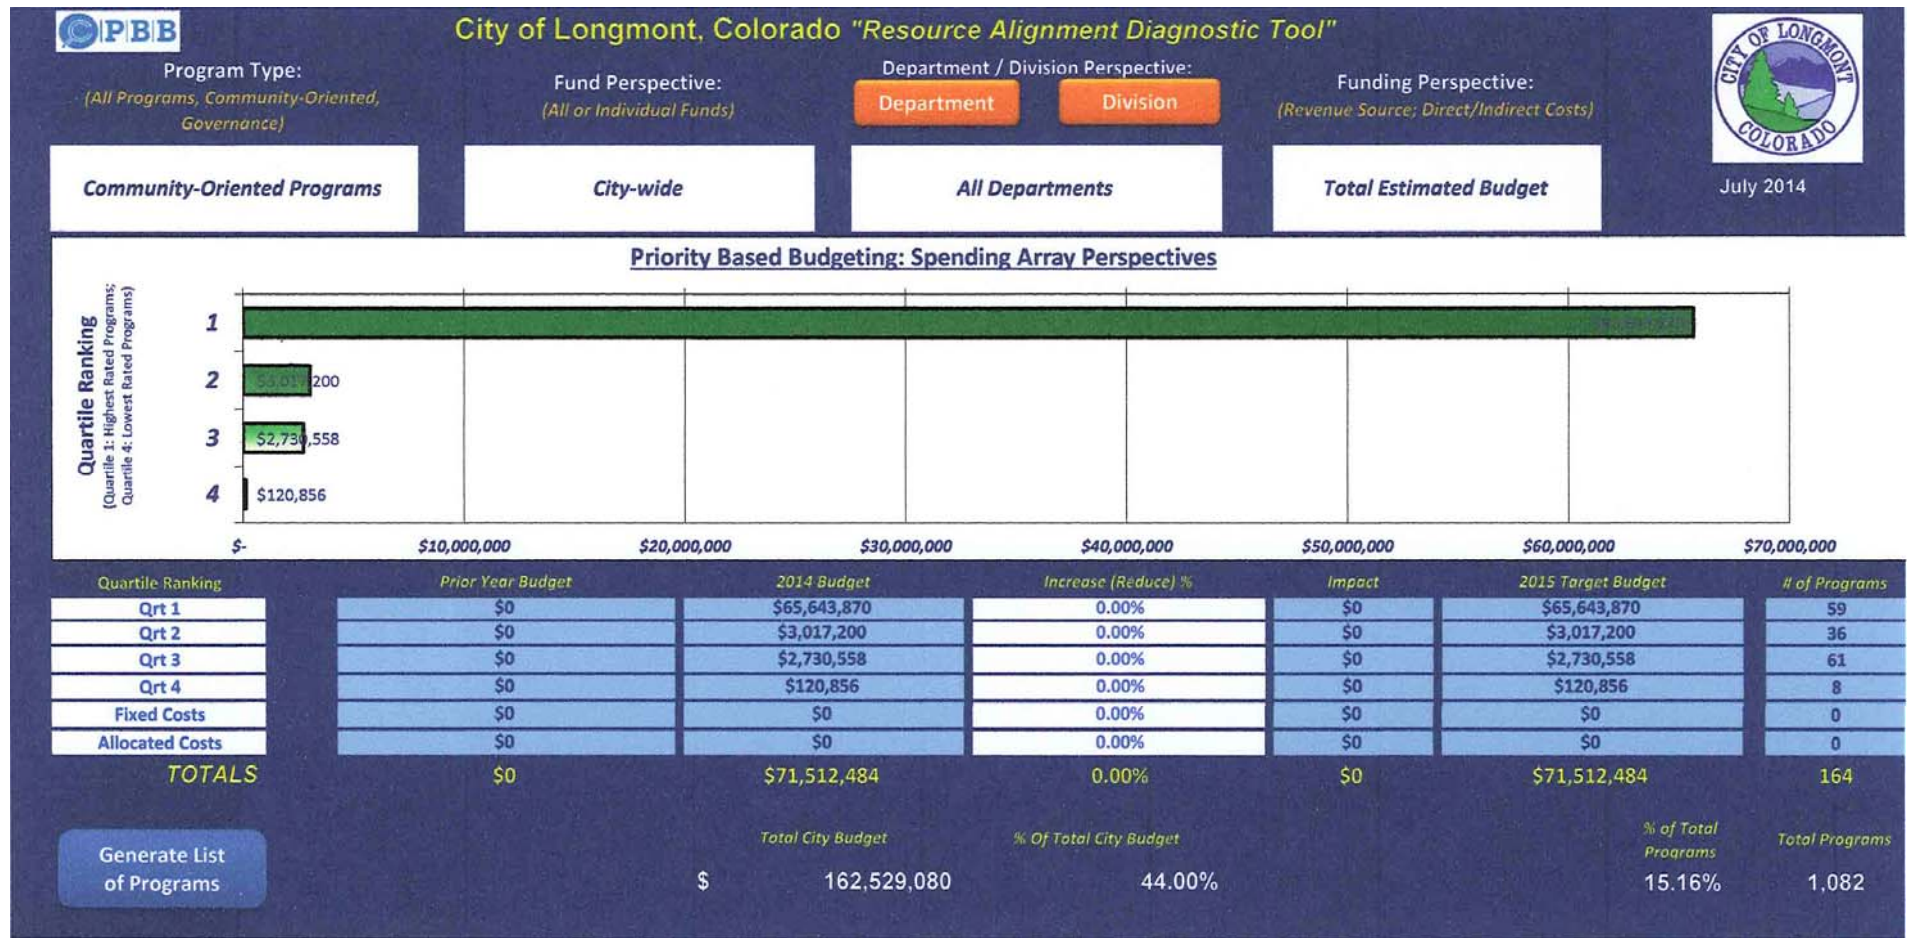 PBB
City of Longmont, Colorado "Resource Alignment Diagnostic Tool"
Program Type:
(All Programs, Community-Oriented,
Governance)
Fund Perspective:
(All or Individual Funds)
Department / Division Perspective:
Department
Division
Funding Perspective:
(Revenue Source; Direct/Indirect Costs)
CITY OF LONGMONT
COLORADO
Community-Oriented Programs
City-wide
All Departments
Total Estimated Budget
July 2014
Priority Based Budgeting: Spending Array Perspectives
Quartile Ranking
(Quartile 1: Highest Rated Programs;
Quartile 4: Lowest Rated Programs)
1
2 $3,017,200
3 $2,730,558
4 $120,856
$- $10,000,000 $20,000,000 $30,000,000 $40,000,000 $50,000,000 $60,000,000 $70,000,000
Quartile Ranking Prior Year Budget 2014 Budget Increase (Reduce) % Impact 2015 Target Budget # of Programs
Qrt 1 $0 $65,643,870 0.00% $0 $65,643,870 59
Qrt 2 $0 $3,017,200 0.00% $0 $3,017,200 36
Qrt 3 $0 $2,730,558 0.00% $0 $2,730,558 61
Qrt 4 $0 $120,856 0.00% $0 $120,856 8
Fixed Costs $0 $0 0.00% $0 $0 0
Allocated Costs $0 $0 0.00% $0 $0 0
TOTALS $0 $71,512,484 0.00% $0 $71,512,484 164
Generate List
of Programs
Total City Budget
$ 162,529,080
% Of Total City Budget
44.00%
% of Total
Programs
15.16%
Total Programs
1,082